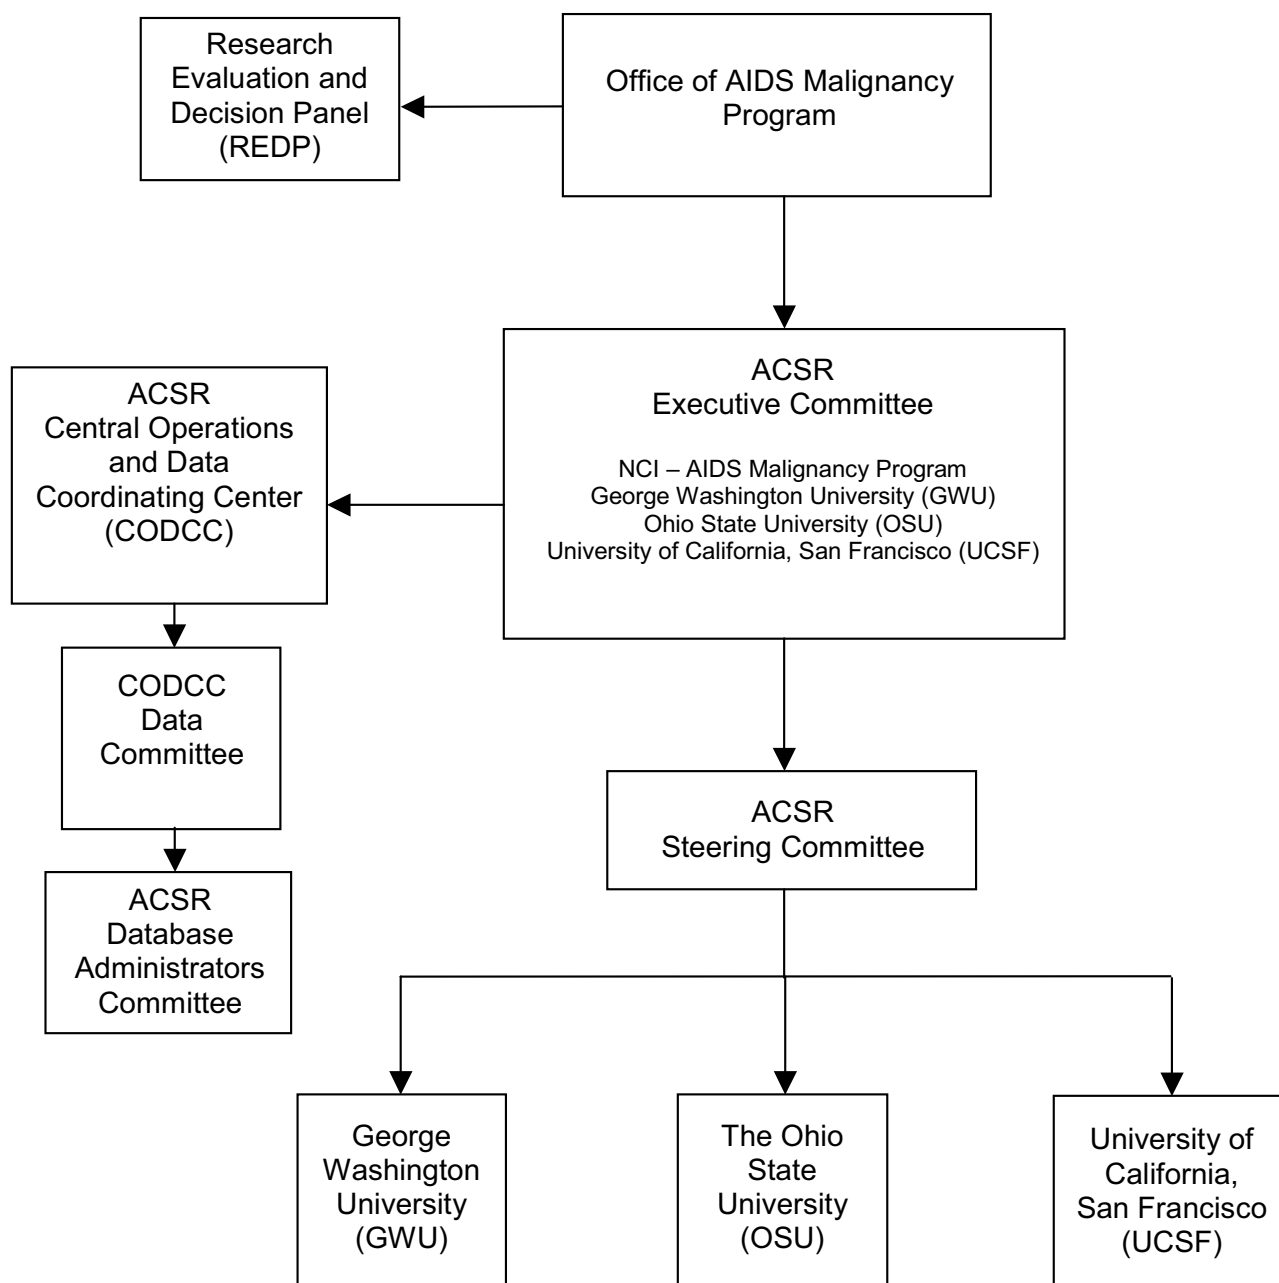 Research
Evaluation and
Decision Panel
(REDP)
Office of AIDS Malignancy
Program
ACSR
Executive Committee
NCI – AIDS Malignancy Program
George Washington University (GWU)
Ohio State University (OSU)
University of California, San Francisco (UCSF)
ACSR
Central Operations
and Data
Coordinating Center
(CODCC)
CODCC
Data
Committee
ACSR
Steering Committee
ACSR
Database
Administrators
Committee
George
Washington
University
(GWU)
The Ohio
State
University
(OSU)
University of
California,
San Francisco
(UCSF)